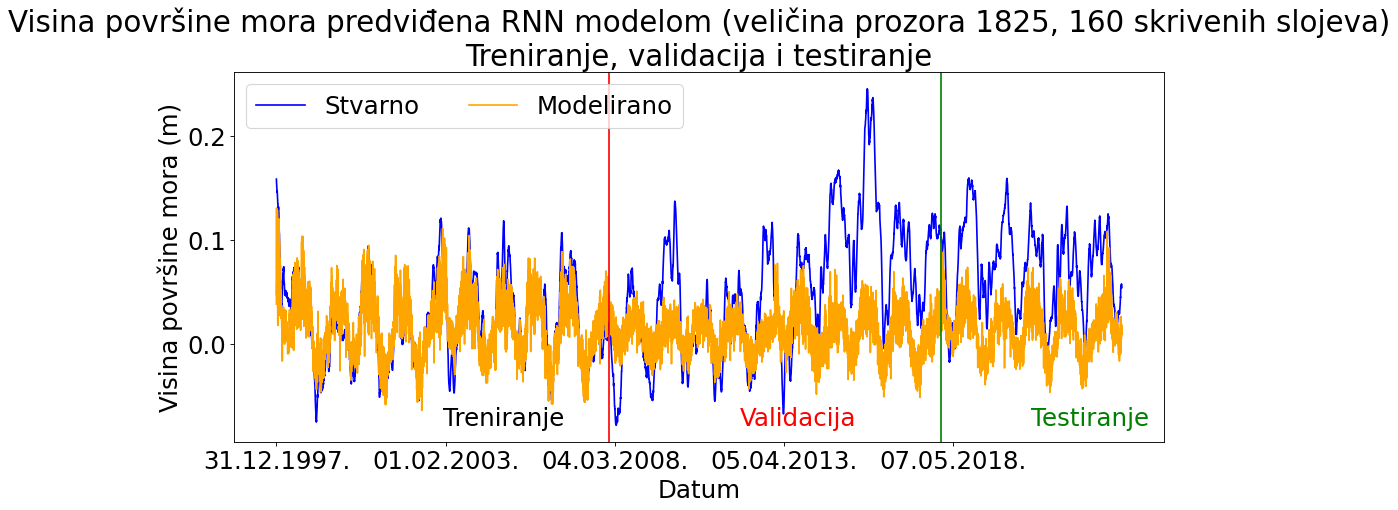 Visina površine mora predviđena RNN modelom (veličina prozora 1825, 160 skrivenih slojeva)
Treniranje, validacija i testiranje
Stvarno
Modelirano
Visina površine mora (m)
0.2
0.1
0.0
Treniranje
Validacija
Testiranje
31.12.1997.
01.02.2003.
04.03.2008.
05.04.2013.
07.05.2018.
Datum